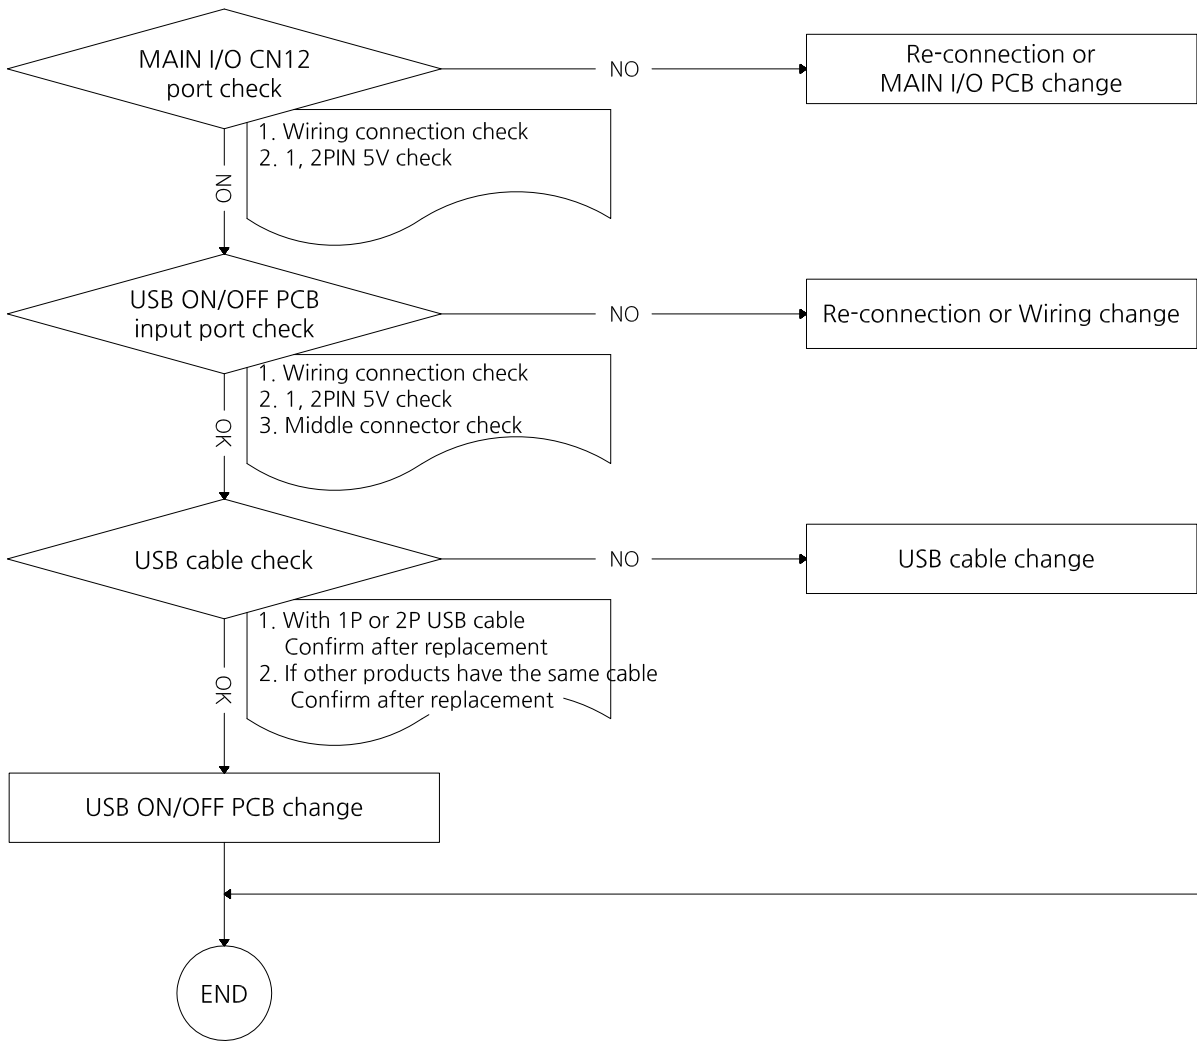 MAIN I/O CN12
port check
NO
Re-connection or
MAIN I/O PCB change
1. Wiring connection check
2. 1, 2PIN 5V check
NO
USB ON/OFF PCB
input port check
NO
Re-connection or Wiring change
1. Wiring connection check
2. 1, 2PIN 5V check
3. Middle connector check
OK
USB cable check
NO
USB cable change
1. With 1P or 2P USB cable
Confirm after replacement
2. If other products have the same cable
Confirm after replacement
OK
USB ON/OFF PCB change
END